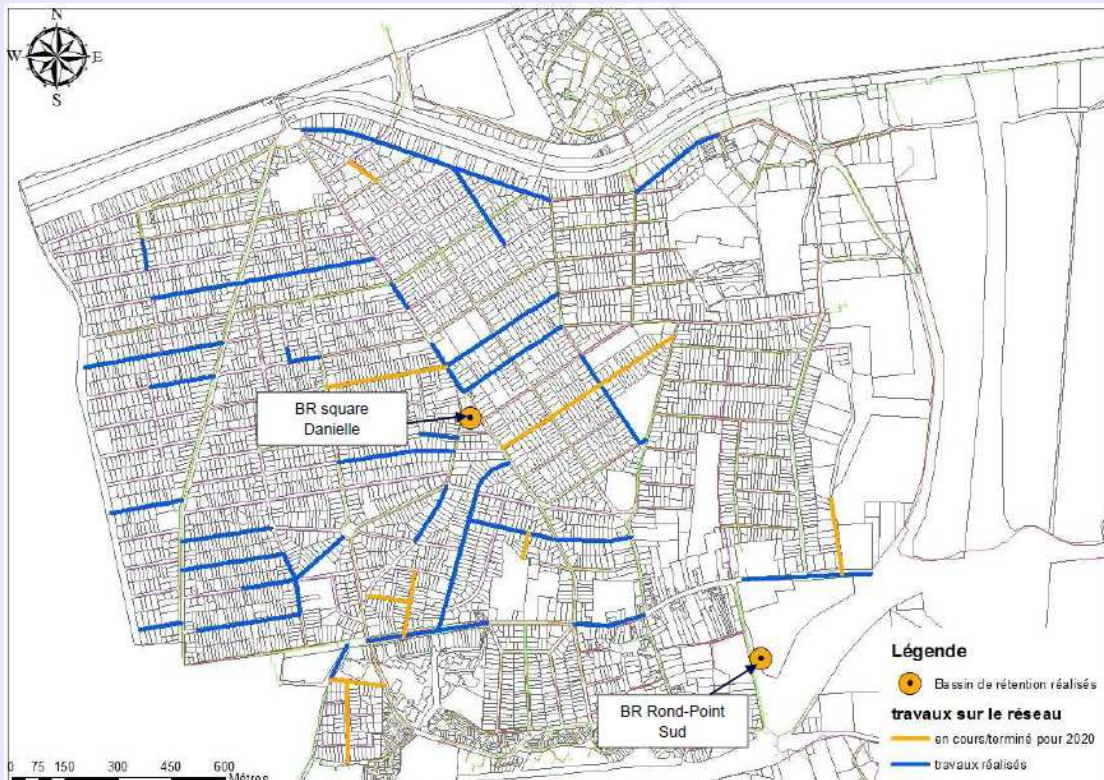 N
W E
S
BR square
Danielle
BR Rond-Point
Sud
Légende
Bassin de rétention réalisés
travaux sur le réseau
en cours/terminé pour 2020
travaux réalisés
0 75 150 300 450 600
Mètres